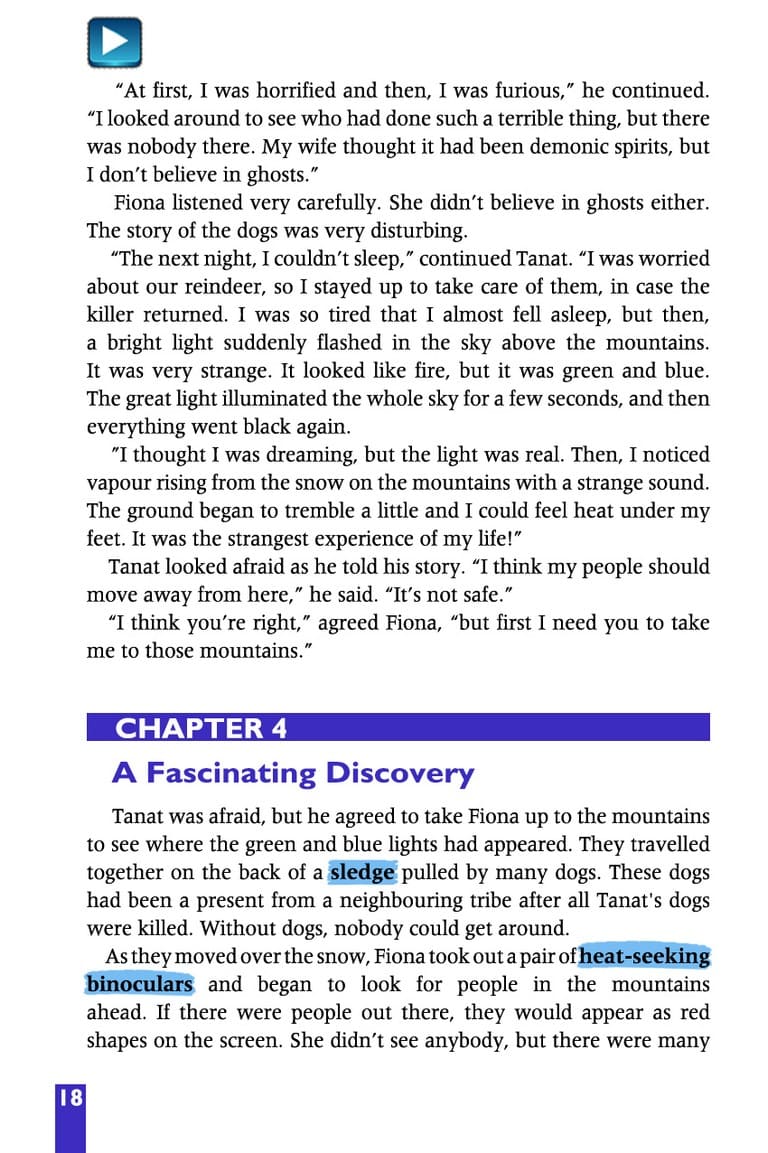 “At first, I was horrified and then, I was furious,” he continued.
“I looked around to see who had done such a terrible thing, but there
was nobody there. My wife thought it had been demonic spirits, but
I don’t believe in ghosts.”
Fiona listened very carefully. She didn’t believe in ghosts either.
The story of the dogs was very disturbing.
“The next night, I couldn’t sleep,” continued Tanat. “I was worried
about our reindeer, so I stayed up to take care of them, in case the
killer returned. I was so tired that I almost fell asleep, but then,
a bright light suddenly flashed in the sky above the mountains.
It was very strange. It looked like fire, but it was green and blue.
The great light illuminated the whole sky for a few seconds, and then
everything went black again.
”I thought I was dreaming, but the light was real. Then, I noticed
vapour rising from the snow on the mountains with a strange sound.
The ground began to tremble a little and I could feel heat under my
feet. It was the strangest experience of my life!”
Tanat looked afraid as he told his story. “I think my people should
move away from here,” he said. “It’s not safe.”
“I think you’re right,” agreed Fiona, “but first I need you to take
me to those mountains.”
CHAPTER 4
A Fascinating Discovery
Tanat was afraid, but he agreed to take Fiona up to the mountains
to see where the green and blue lights had appeared. They travelled
together on the back of a sledge pulled by many dogs. These dogs
had been a present from a neighbouring tribe after all Tanat's dogs
were killed. Without dogs, nobody could get around.
As they moved over the snow, Fiona took out a pair of heat-seeking
binoculars and began to look for people in the mountains
ahead. If there were people out there, they would appear as red
shapes on the screen. She didn’t see anybody, but there were many
18